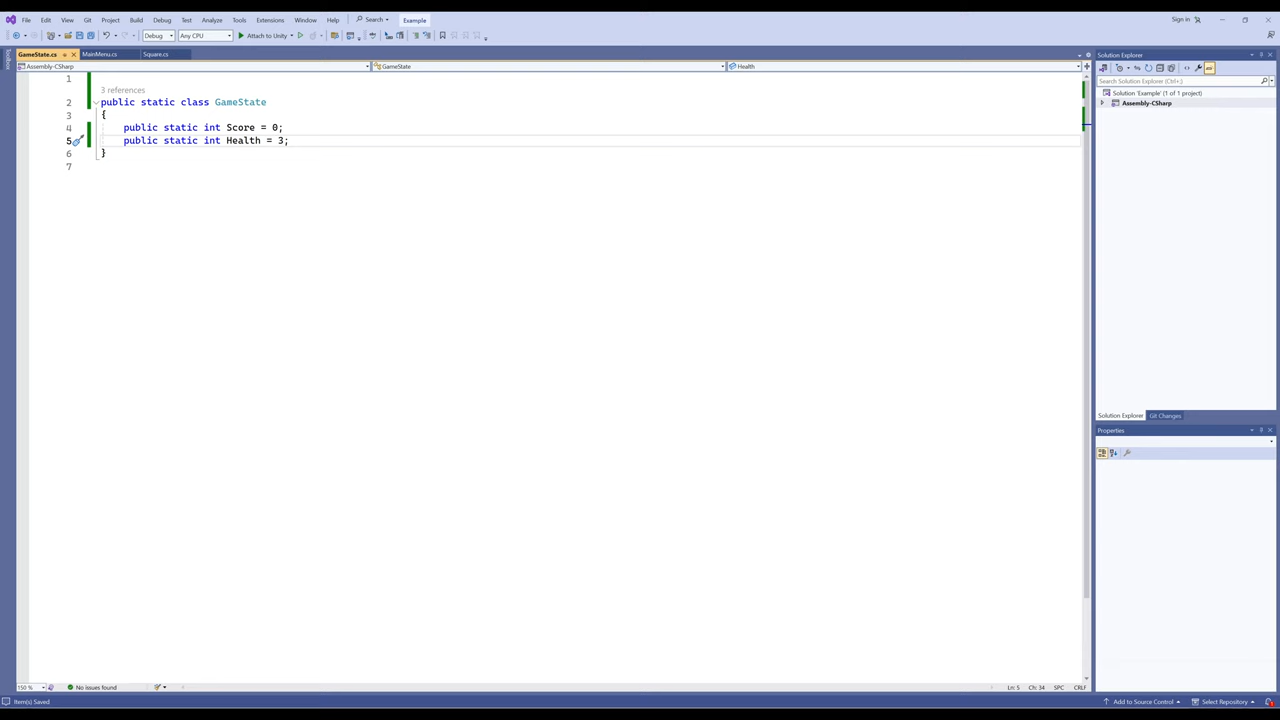 File Edit View Git Project Build Debug Test Analyze Tools Extensions Window Help Search Example Sign in
Debug Any CPU Attach to Unity
GameState.cs MainMenu.cs Square.cs
Assembly-CSharp GameState Health
Toolbox
1
3 references
2 public static class GameState
3 {
4 public static int Score = 0;
5 public static int Health = 3;
6 }
7
Solution Explorer
Search Solution Explorer (Ctrl+;)
Solution 'Example' (1 of 1 project)
Assembly-CSharp
Solution Explorer Git Changes
Properties
150 % No issues found Ln: 5 Ch: 34 SPC CRLF
Item(s) Saved Add to Source Control Select Repository